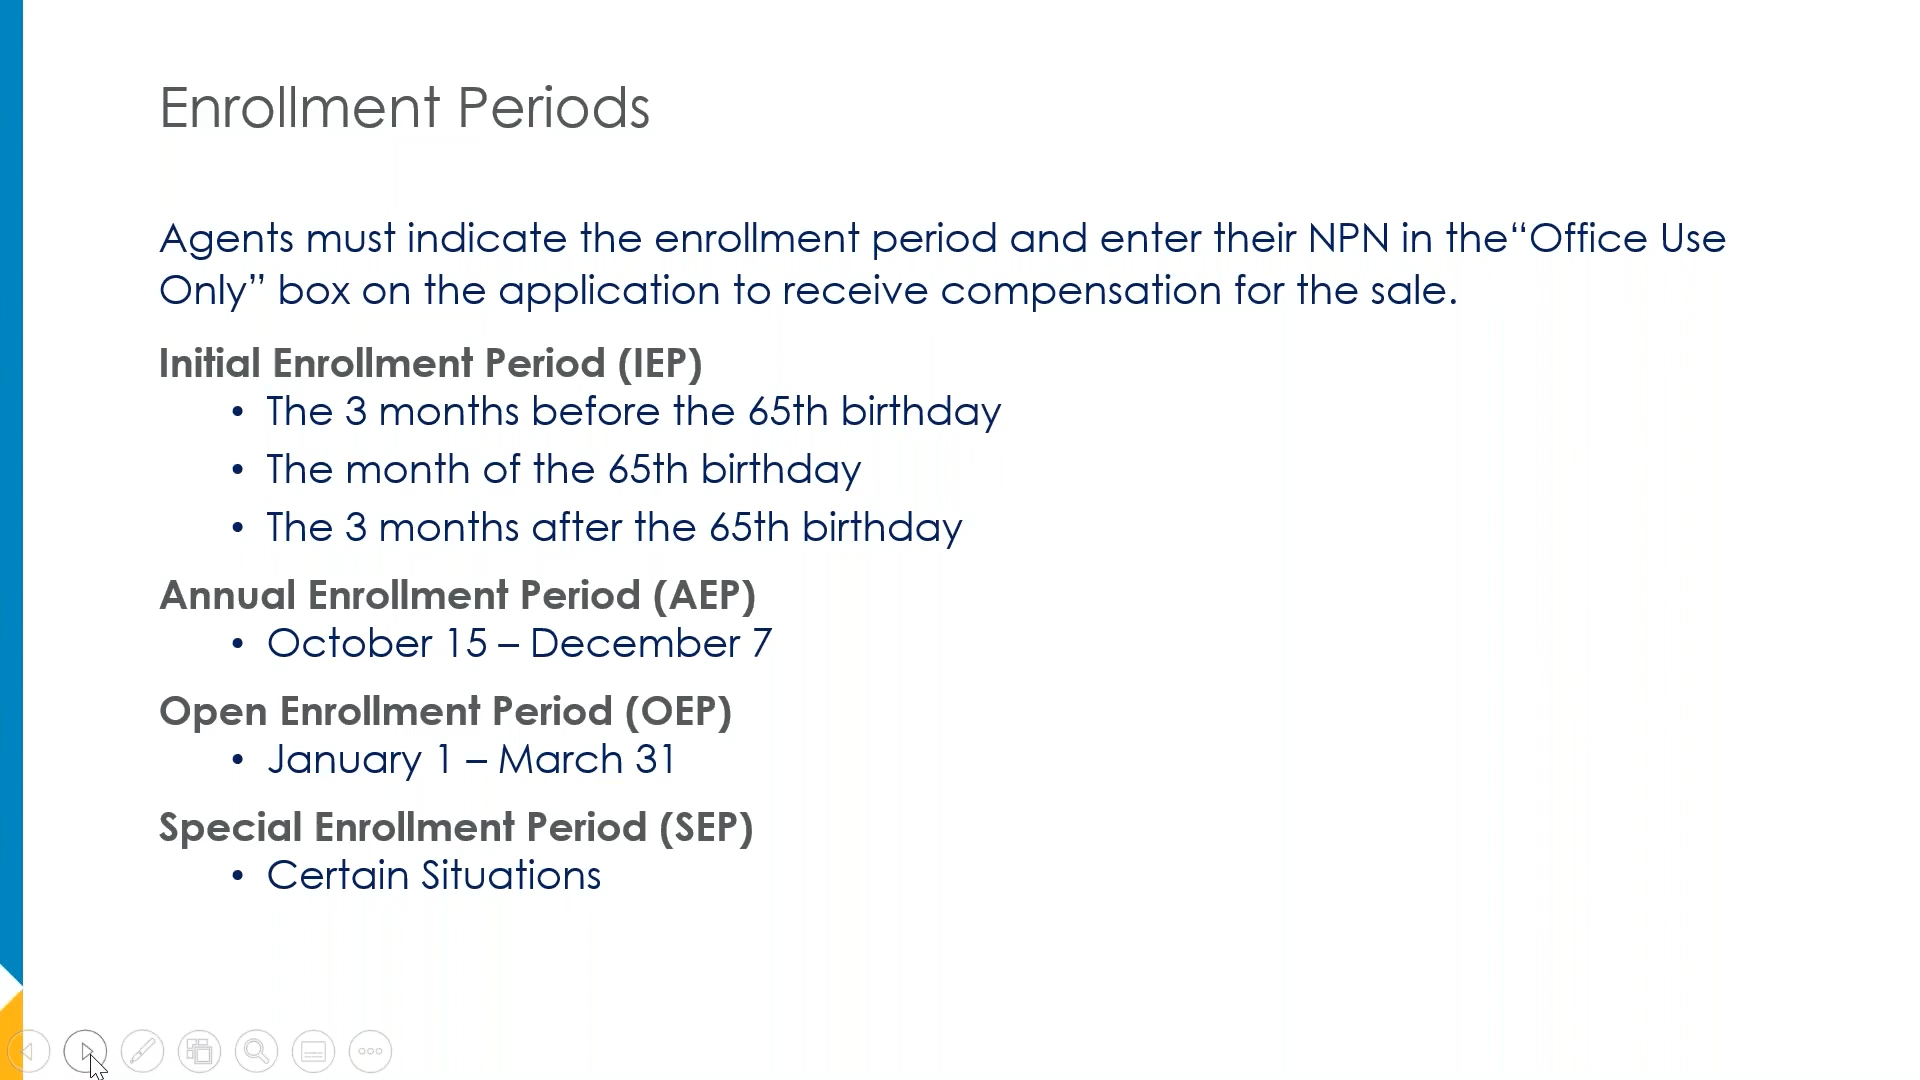 Enrollment Periods
Agents must indicate the enrollment period and enter their NPN in the“Office Use
Only” box on the application to receive compensation for the sale.
Initial Enrollment Period (IEP)
• The 3 months before the 65th birthday
• The month of the 65th birthday
• The 3 months after the 65th birthday
Annual Enrollment Period (AEP)
• October 15 – December 7
Open Enrollment Period (OEP)
• January 1 – March 31
Special Enrollment Period (SEP)
• Certain Situations